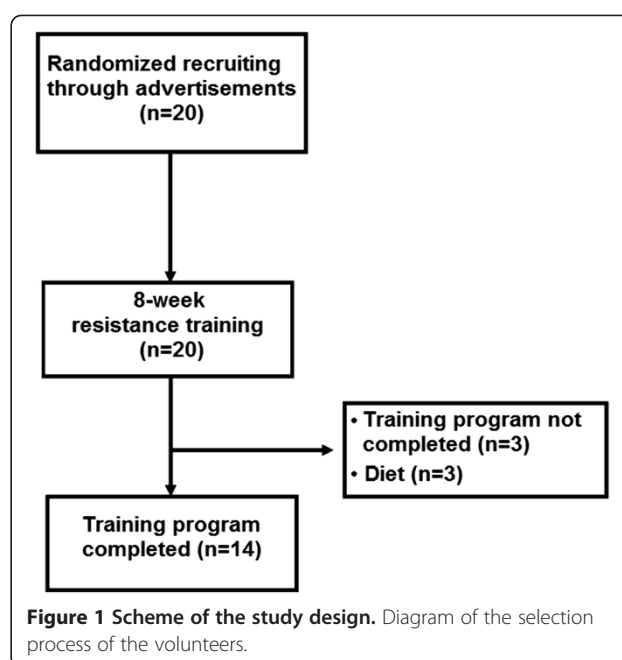 Randomized recruiting
through advertisements
(n=20)
8-week
resistance training
(n=20)
• Training program not
completed (n=3)
• Diet (n=3)
Training program
completed (n=14)
Figure 1 Scheme of the study design. Diagram of the selection
process of the volunteers.